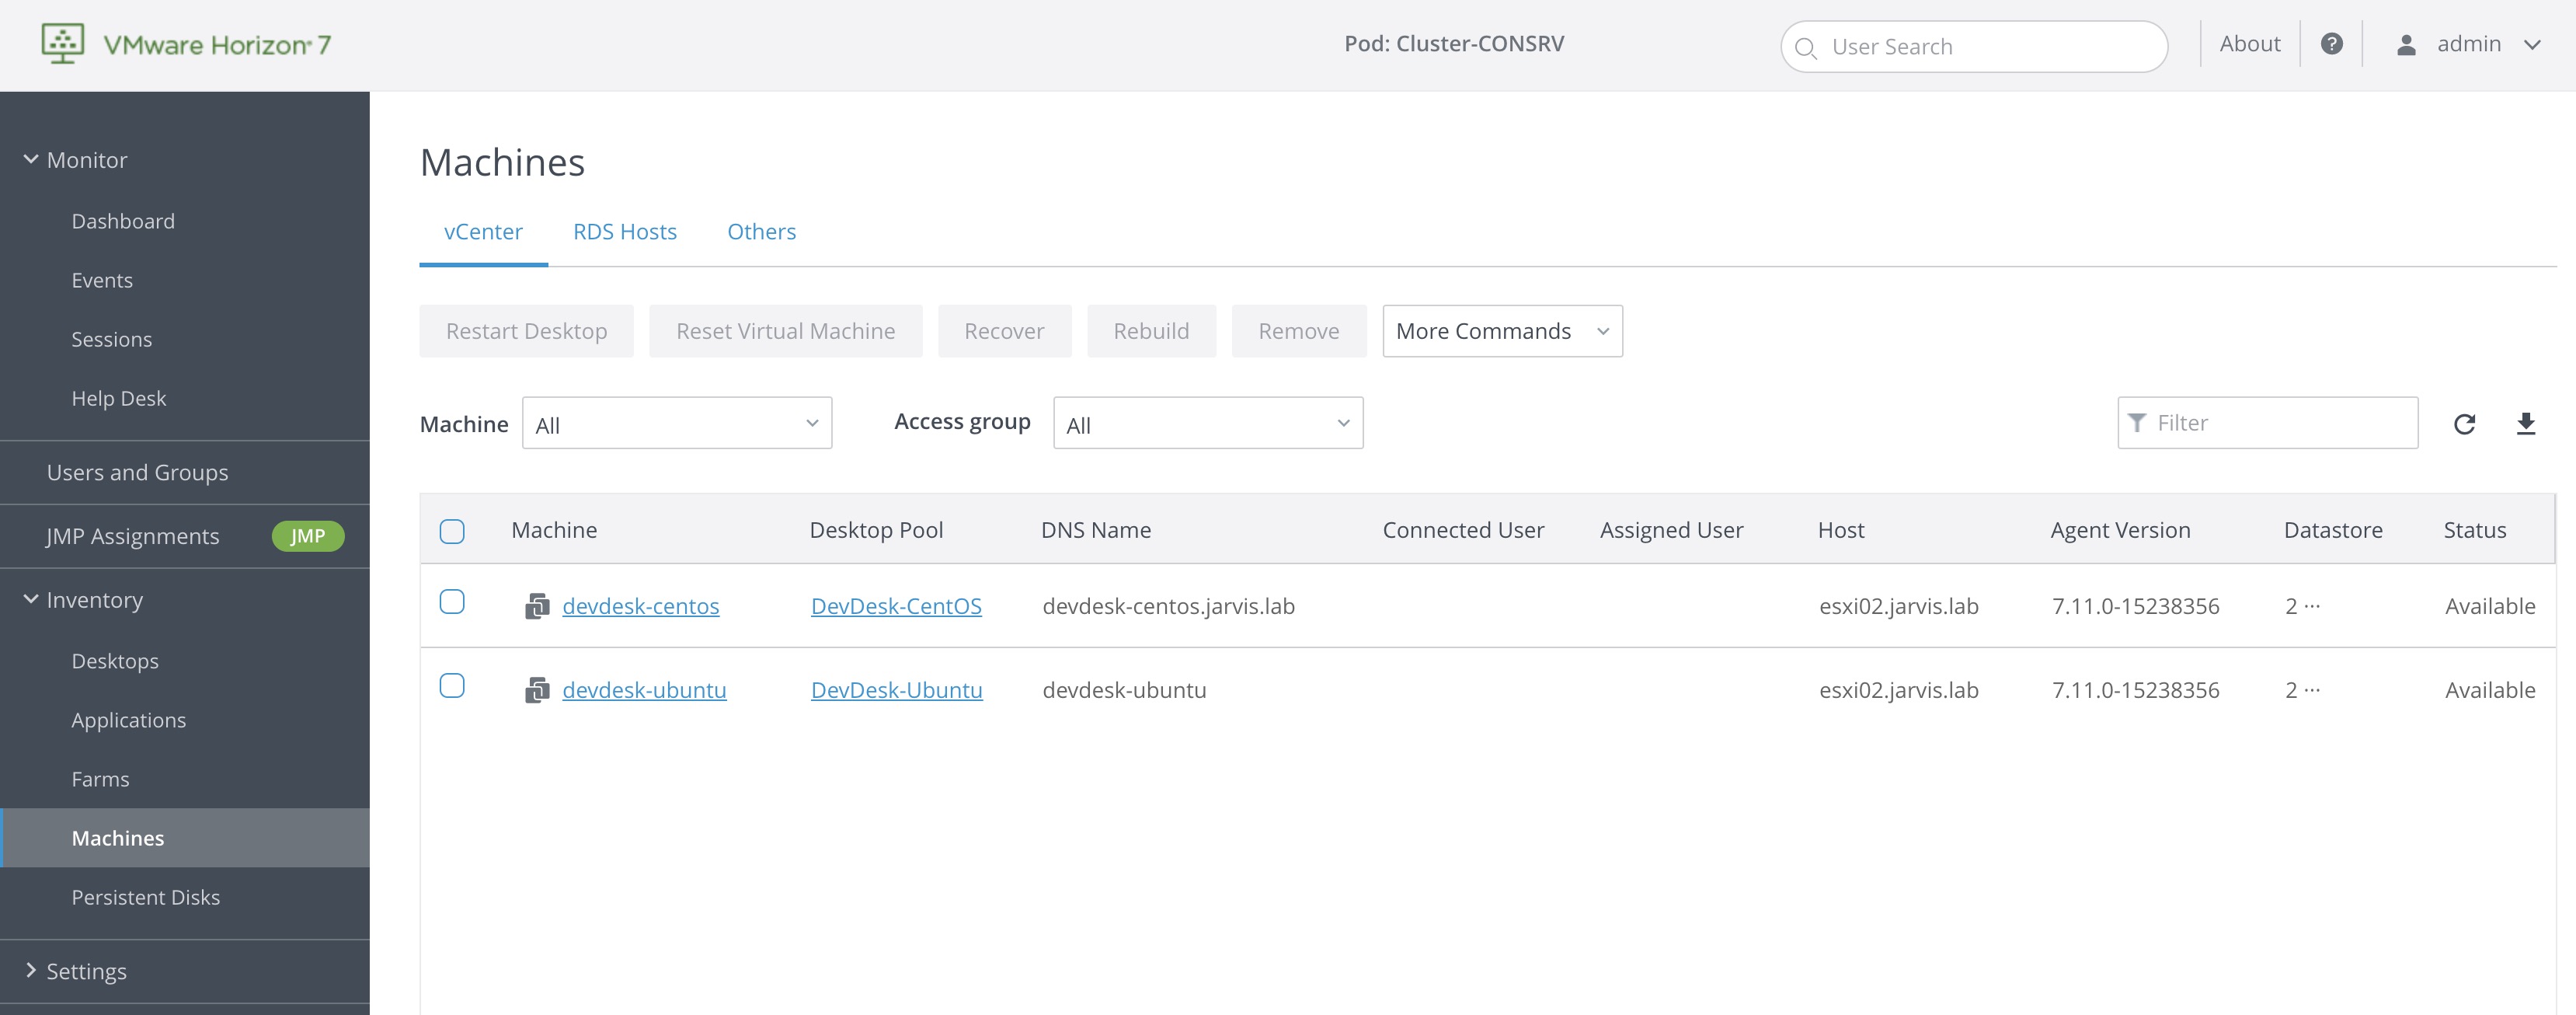 VMware Horizon® 7
Pod: Cluster-CONSRV
User Search
About
?
admin
Monitor
Dashboard
Events
Sessions
Help Desk
Users and Groups
JMP Assignments JMP
Inventory
Desktops
Applications
Farms
Machines
Persistent Disks
Settings
Machines
vCenter RDS Hosts Others
Restart Desktop Reset Virtual Machine Recover Rebuild Remove More Commands
Machine All Access group All Filter
Machine Desktop Pool DNS Name Connected User Assigned User Host Agent Version Datastore Status
devdesk-centos DevDesk-CentOS devdesk-centos.jarvis.lab esxi02.jarvis.lab 7.11.0-15238356 2 ··· Available
devdesk-ubuntu DevDesk-Ubuntu devdesk-ubuntu esxi02.jarvis.lab 7.11.0-15238356 2 ··· Available